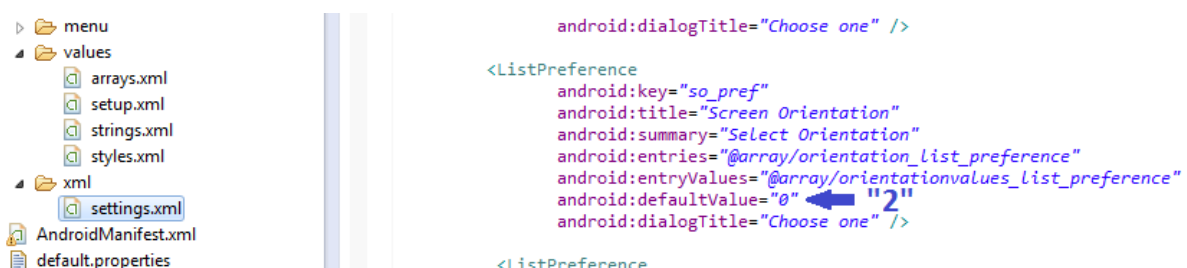 menu
values
arrays.xml
setup.xml
strings.xml
styles.xml
xml
settings.xml
AndroidManifest.xml
default.properties
android:dialogTitle="Choose one" />
<ListPreference
android:key="so_pref"
android:title="Screen Orientation"
android:summary="Select Orientation"
android:entries="@array/orientation_list_preference"
android:entryValues="@array/orientationvalues_list_preference"
android:defaultValue="0" "2"
android:dialogTitle="Choose one" />
<ListPreference